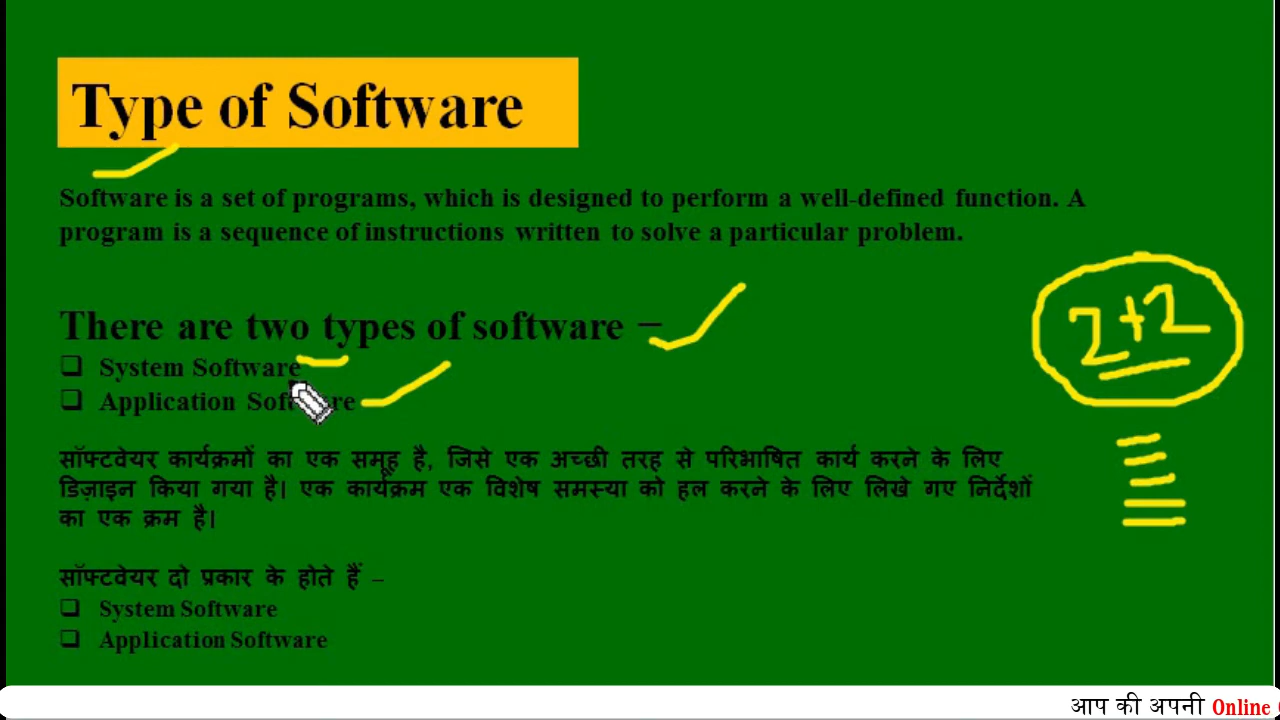 Type of Software
Software is a set of programs, which is designed to perform a well-defined function. A
program is a sequence of instructions written to solve a particular problem.
There are two types of software –
❑ System Software
❑ Application Software
2+2
सॉफ्टवेयर कार्यक्रमों का एक समूह है, जिसे एक अच्छी तरह से परिभाषित कार्य करने के लिए
डिज़ाइन किया गया है। एक कार्यक्रम एक विशेष समस्या को हल करने के लिए लिखे गए निर्देशों
का एक क्रम है।
सॉफ्टवेयर दो प्रकार के होते हैं –
❑ System Software
❑ Application Software
आप की अपनी Online